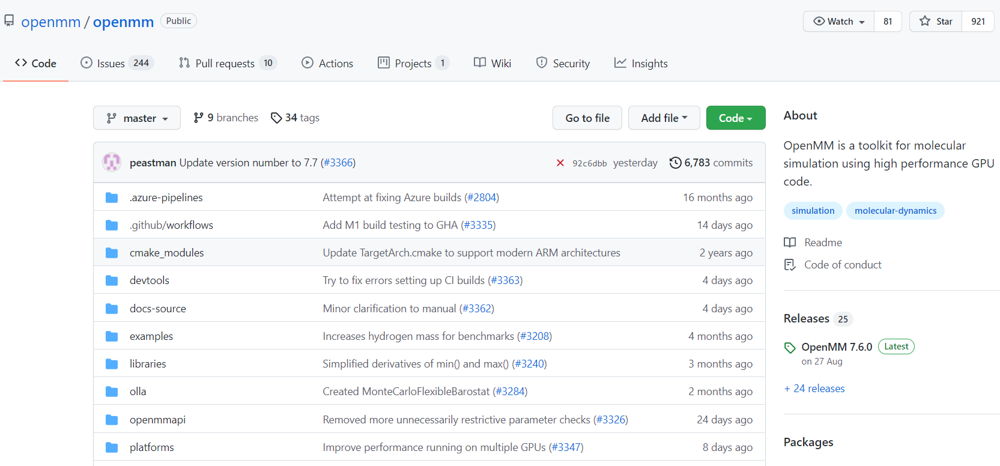 openmm / openmm Public Watch 81 Star 921
Code Issues 244 Pull requests 10 Actions Projects 1 Wiki Security Insights
master 9 branches 34 tags Go to file Add file Code
peastman Update version number to 7.7 (#3366) 92c6dbb yesterday 6,783 commits
.azure-pipelines Attempt at fixing Azure builds (#2804) 16 months ago
.github/workflows Add M1 build testing to GHA (#3335) 14 days ago
cmake_modules Update TargetArch.cmake to support modern ARM architectures 2 years ago
devtools Try to fix errors setting up CI builds (#3363) 4 days ago
docs-source Minor clarification to manual (#3362) 4 days ago
examples Increases hydrogen mass for benchmarks (#3208) 4 months ago
libraries Simplified derivatives of min() and max() (#3240) 3 months ago
olla Created MonteCarloFlexibleBarostat (#3284) 2 months ago
openmmapi Removed more unnecessarily restrictive parameter checks (#3326) 24 days ago
platforms Improve performance running on multiple GPUs (#3347) 8 days ago
About
OpenMM is a toolkit for molecular
simulation using high performance GPU
code.
simulation molecular-dynamics
Readme
Code of conduct
Releases 25
OpenMM 7.6.0 Latest
on 27 Aug
+ 24 releases
Packages